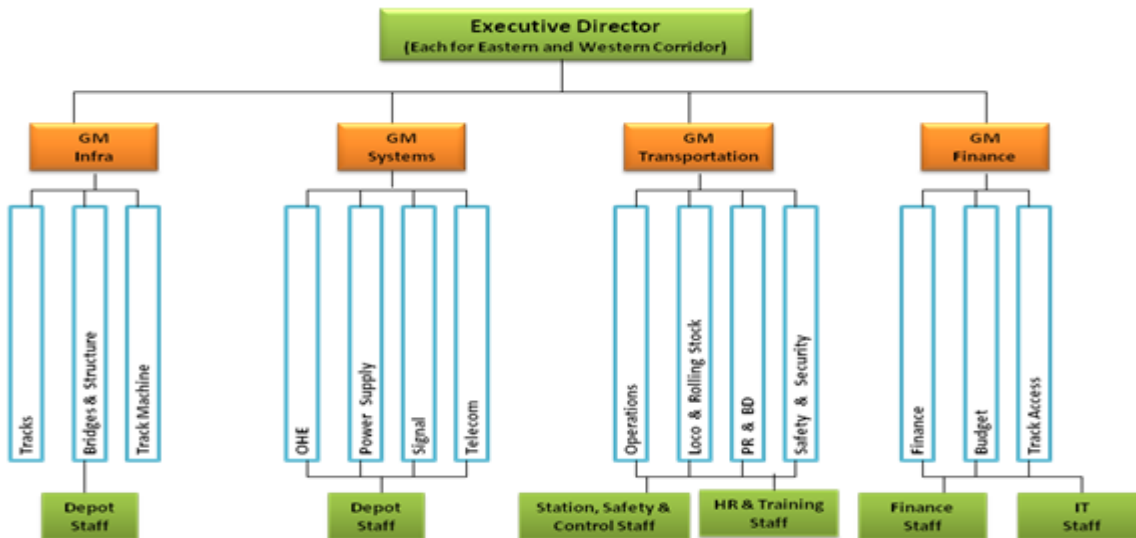 Executive Director
(Each for Eastern and Western Corridor)
GM
Infra
GM
Systems
GM
Transportation
GM
Finance
Tracks
Bridges & Structure
Track Machine
OHE
Power Supply
Signal
Telecom
Operations
Loco & Rolling Stock
PR & BD
Safety & Security
Finance
Budget
Track Access
Depot
Staff
Depot
Staff
Station, Safety &
Control Staff
HR & Training
Staff
Finance
Staff
IT
Staff